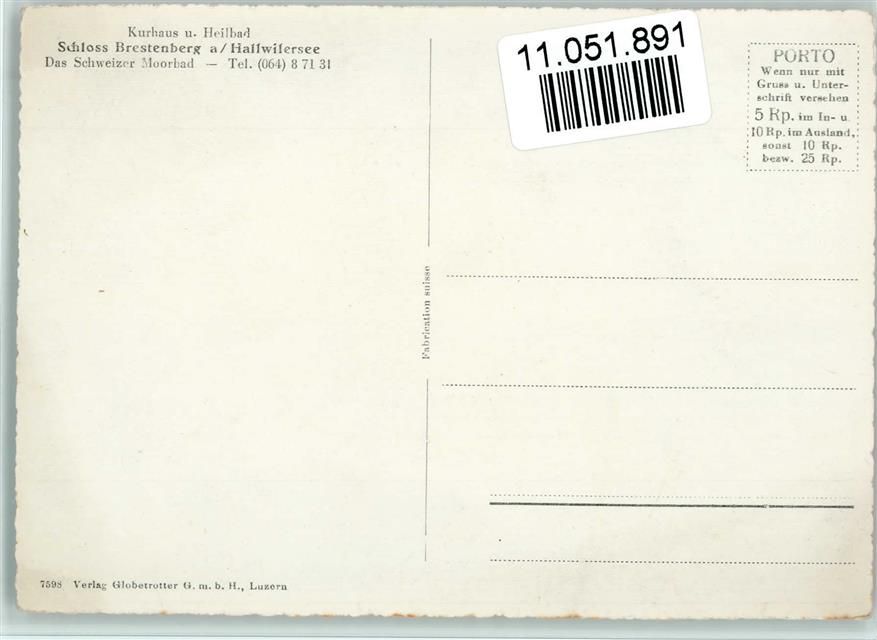 Kurhaus u. Heilbad
Schloss Brestenberg a/Hallwilersee
Das Schweizer Moorbad — Tel. (064) 8 71 31
11.051.891
PORTO
Wenn nur mit
Gruss u. Unter-
schrift versehen
5 Rp. im In- u.
10 Rp. im Ausland,
sonst 10 Rp.
bezw. 25 Rp.
Fabrication suisse
7598 Verlag Globetrotter G. m. b. H., Luzern